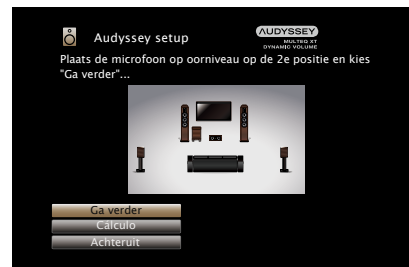 Audyssey setup
AUDYSSEY
MULTEQ XT
DYNAMIC VOLUME
Plaats de microfoon op oorniveau op de 2e positie en kies
"Ga verder"...
Ga verder
Cálculo
Achteruit